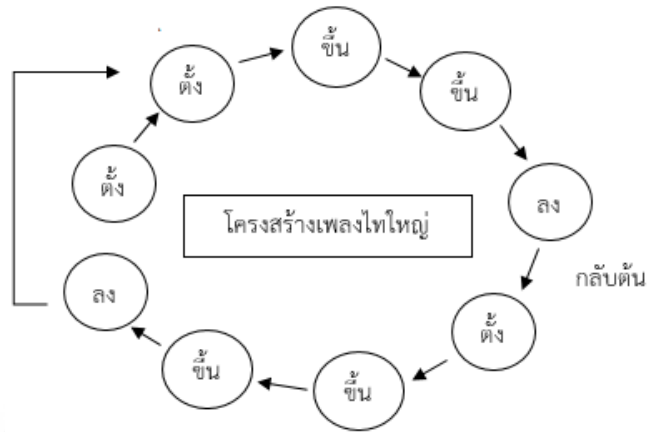 ตั้ง
ตั้ง
ขึ้น
ขึ้น
ลง
กลับต้น
ตั้ง
ขึ้น
ขึ้น
ลง
โครงสร้างเพลงไทใหญ่